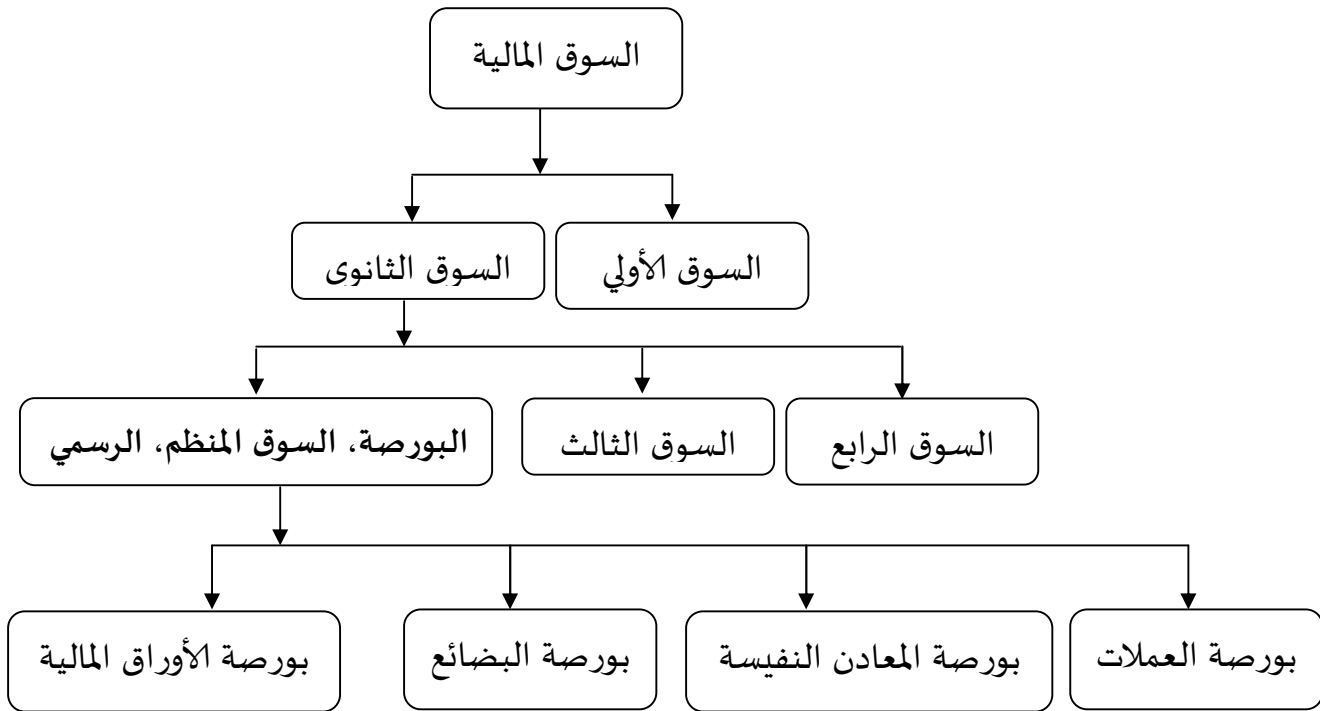 السوق المالية
السوق الأولي
السوق الثانوى
السوق الرابع
السوق الثالث
البورصة، السوق المنظم، الرسمي
بورصة العملات
بورصة المعادن النفيسة
بورصة البضائع
بورصة الأوراق المالية